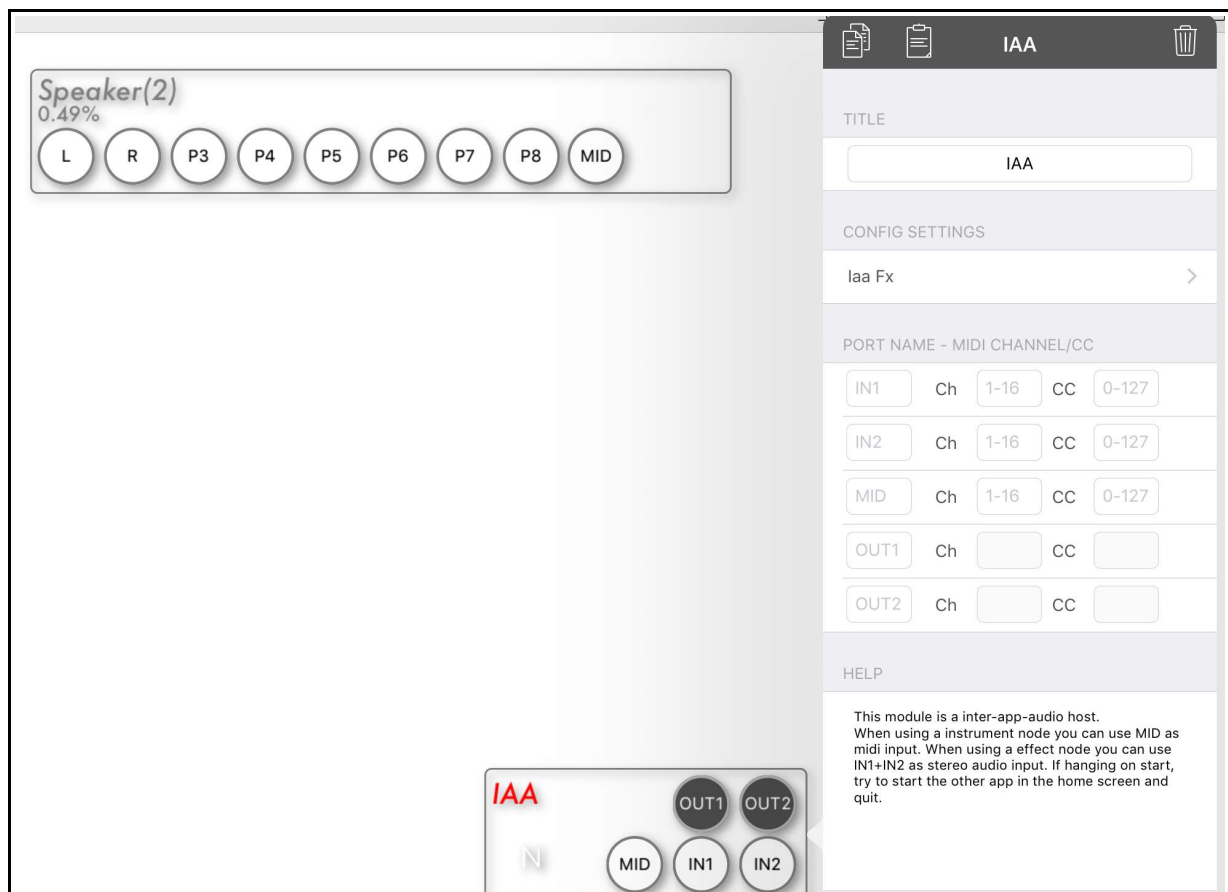 IAA
Speaker(2)
0.49%
L R P3 P4 P5 P6 P7 P8 MID
TITLE
IAA
CONFIG SETTINGS
Iaa Fx
PORT NAME - MIDI CHANNEL/CC
IN1 Ch 1-16 CC 0-127
IN2 Ch 1-16 CC 0-127
MID Ch 1-16 CC 0-127
OUT1 Ch CC
OUT2 Ch CC
HELP
This module is a inter-app-audio host.
When using a instrument node you can use MID as
midi input. When using a effect node you can use
IN1+IN2 as stereo audio input. If hanging on start,
try to start the other app in the home screen and
quit.
IAA
OUT1 OUT2
N
MID IN1 IN2